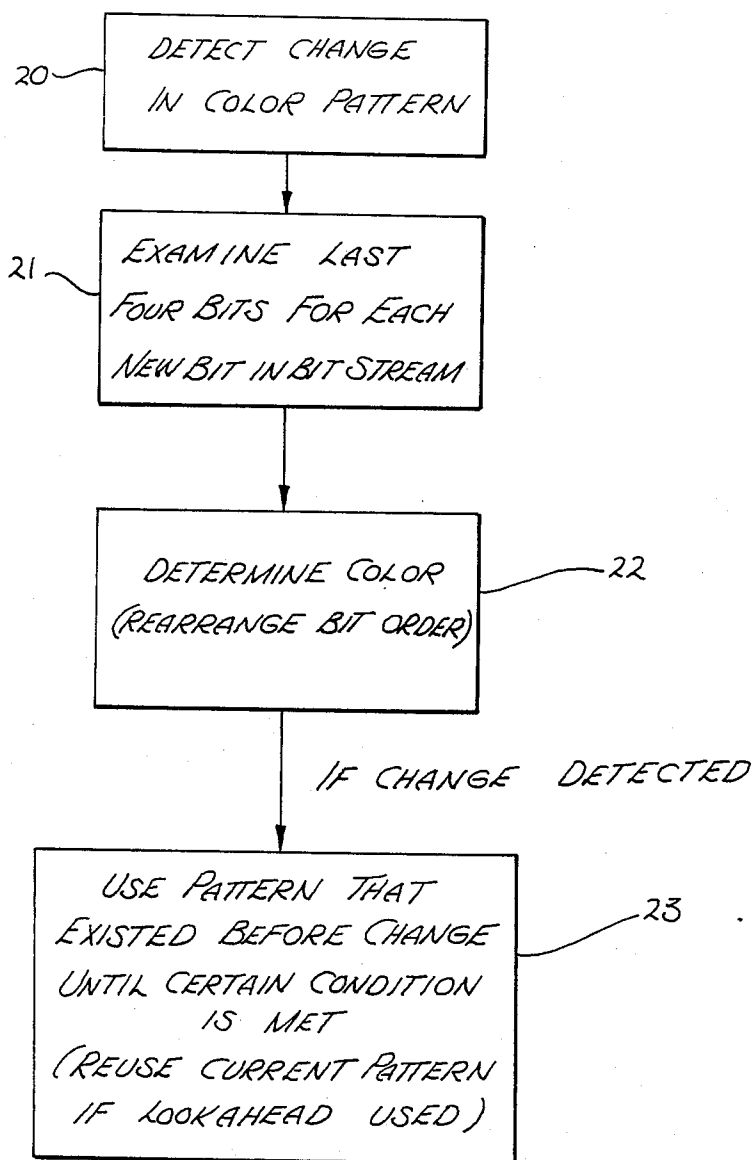 20
DETECT CHANGE
IN COLOR PATTERN
21
EXAMINE LAST
FOUR BITS FOR EACH
NEW BIT IN BIT STREAM
DETERMINE COLOR
(REARRANGE BIT ORDER)
22
IF CHANGE DETECTED
USE PATTERN THAT
EXISTED BEFORE CHANGE
UNTIL CERTAIN CONDITION
IS MET
(REUSE CURRENT PATTERN
IF LOOKAHEAD USED)
23